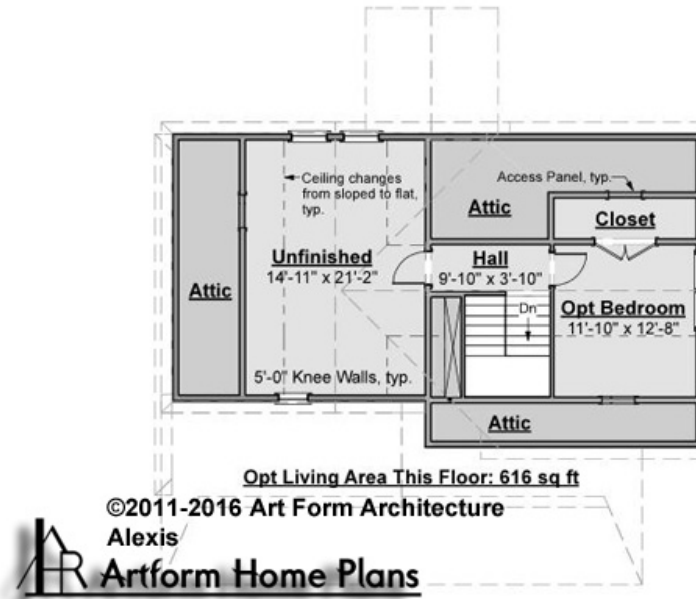 Ceiling changes
from sloped to flat,
typ.
Access Panel, typ.
Attic
Closet
Unfinished
14'-11" x 21'-2"
Hall
9'-10" x 3'-10"
Attic
Dn
Opt Bedroom
11'-10" x 12'-8"
5'-0" Knee Walls, typ.
Attic
Opt Living Area This Floor: 616 sq ft
©2011-2016 Art Form Architecture
Alexis
AFR Artform Home Plans